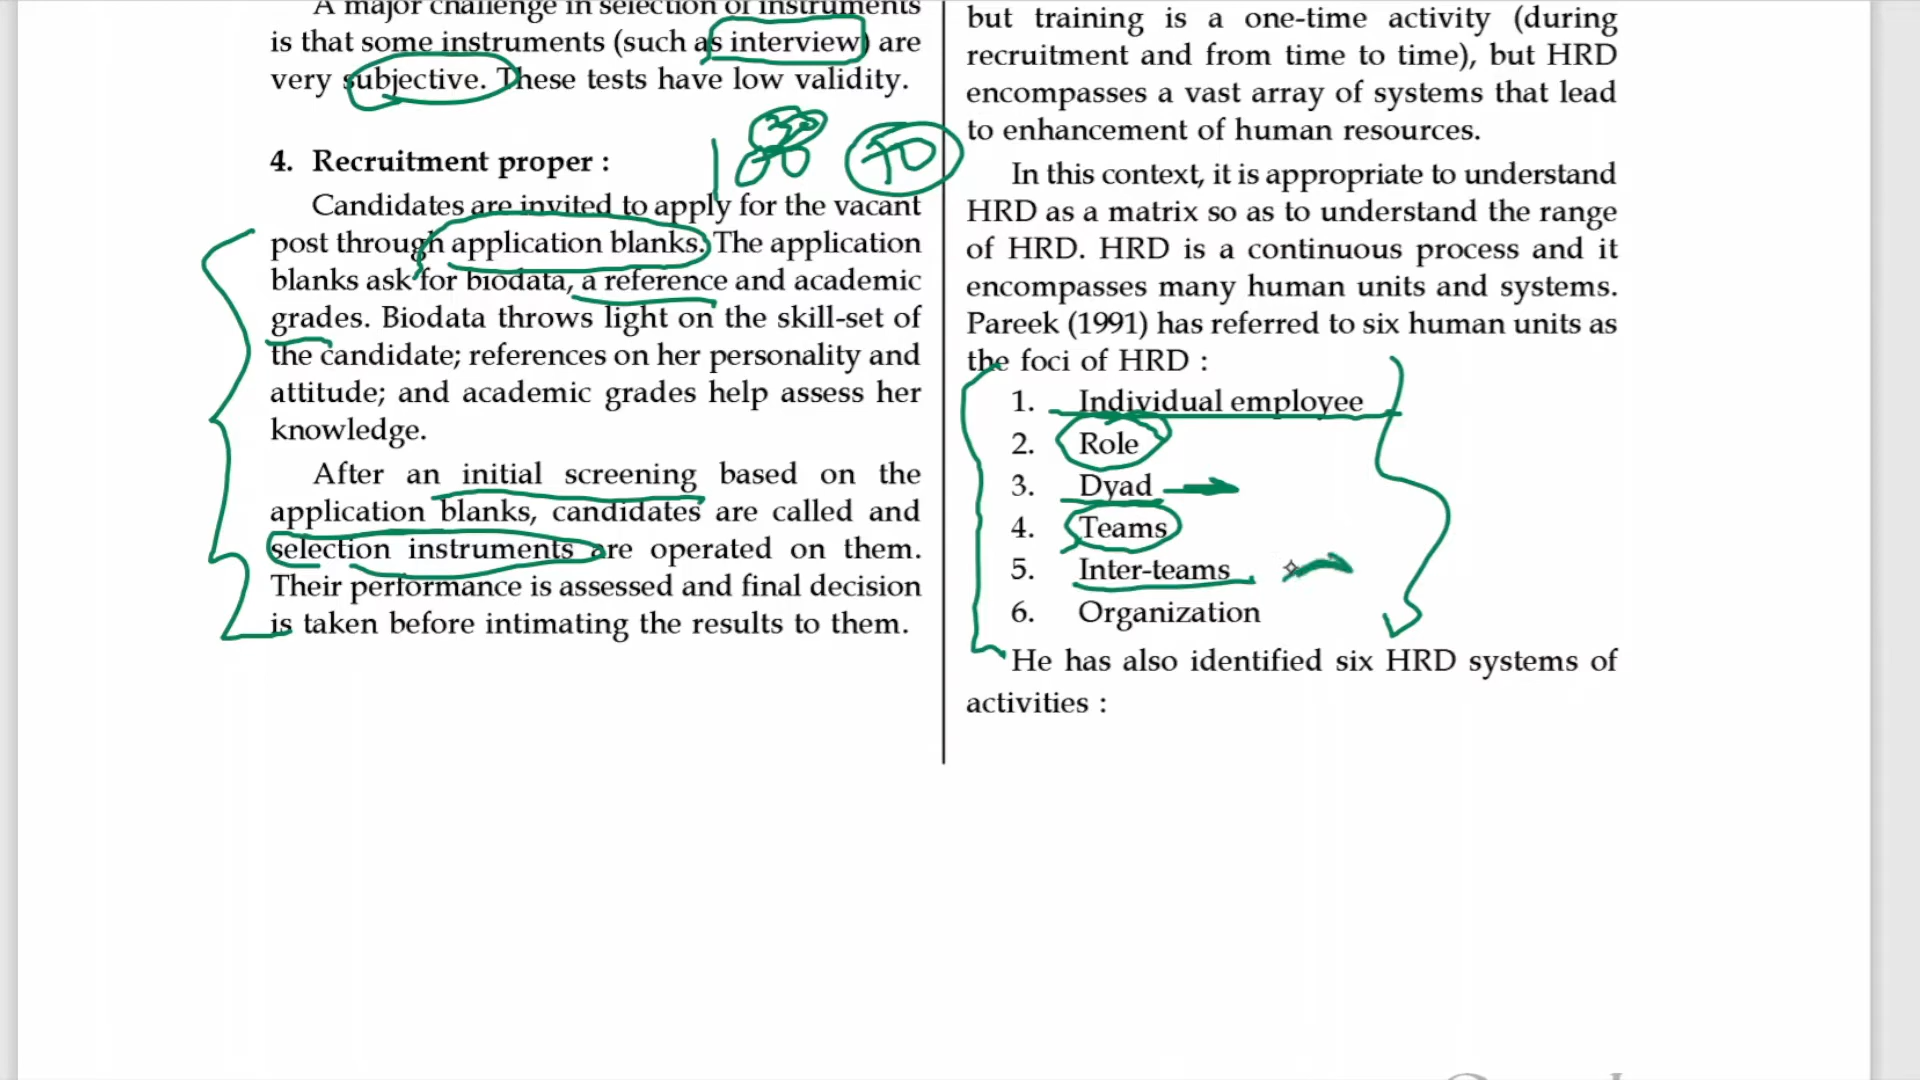 A major challenge in selection of instruments
is that some instruments (such as interview) are
very subjective. These tests have low validity.
4. Recruitment proper :
Candidates are invited to apply for the vacant
post through application blanks. The application
blanks ask for biodata, a reference and academic
grades. Biodata throws light on the skill-set of
the candidate; references on her personality and
attitude; and academic grades help assess her
knowledge.
After an initial screening based on the
application blanks, candidates are called and
selection instruments are operated on them.
Their performance is assessed and final decision
is taken before intimating the results to them.
but training is a one-time activity (during
recruitment and from time to time), but HRD
encompasses a vast array of systems that lead
to enhancement of human resources.
In this context, it is appropriate to understand
HRD as a matrix so as to understand the range
of HRD. HRD is a continuous process and it
encompasses many human units and systems.
Pareek (1991) has referred to six human units as
the foci of HRD :
1. Individual employee
2. Role
3. Dyad
4. Teams
5. Inter-teams
6. Organization
He has also identified six HRD systems of
activities :